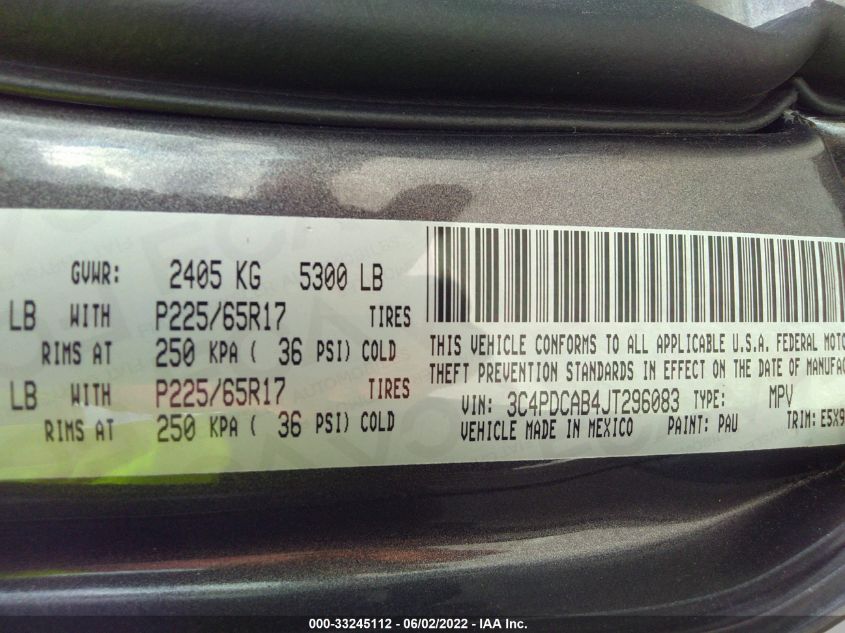 GVWR: 2405 KG 5300 LB
LB WITH P225/65R17 TIRES
RIMS AT 250 KPA ( 36 PSI) COLD
LB WITH P225/65R17 TIRES
RIMS AT 250 KPA ( 36 PSI) COLD
THIS VEHICLE CONFORMS TO ALL APPLICABLE U.S.A. FEDERAL MOTO
THEFT PREVENTION STANDARDS IN EFFECT ON THE DATE OF MANUFAC
VIN: 3C4PDCAB4JT296083 TYPE: MPV
VEHICLE MADE IN MEXICO PAINT: PAU TRIM: E5X9
000-33245112 - 06/02/2022 - IAA Inc.